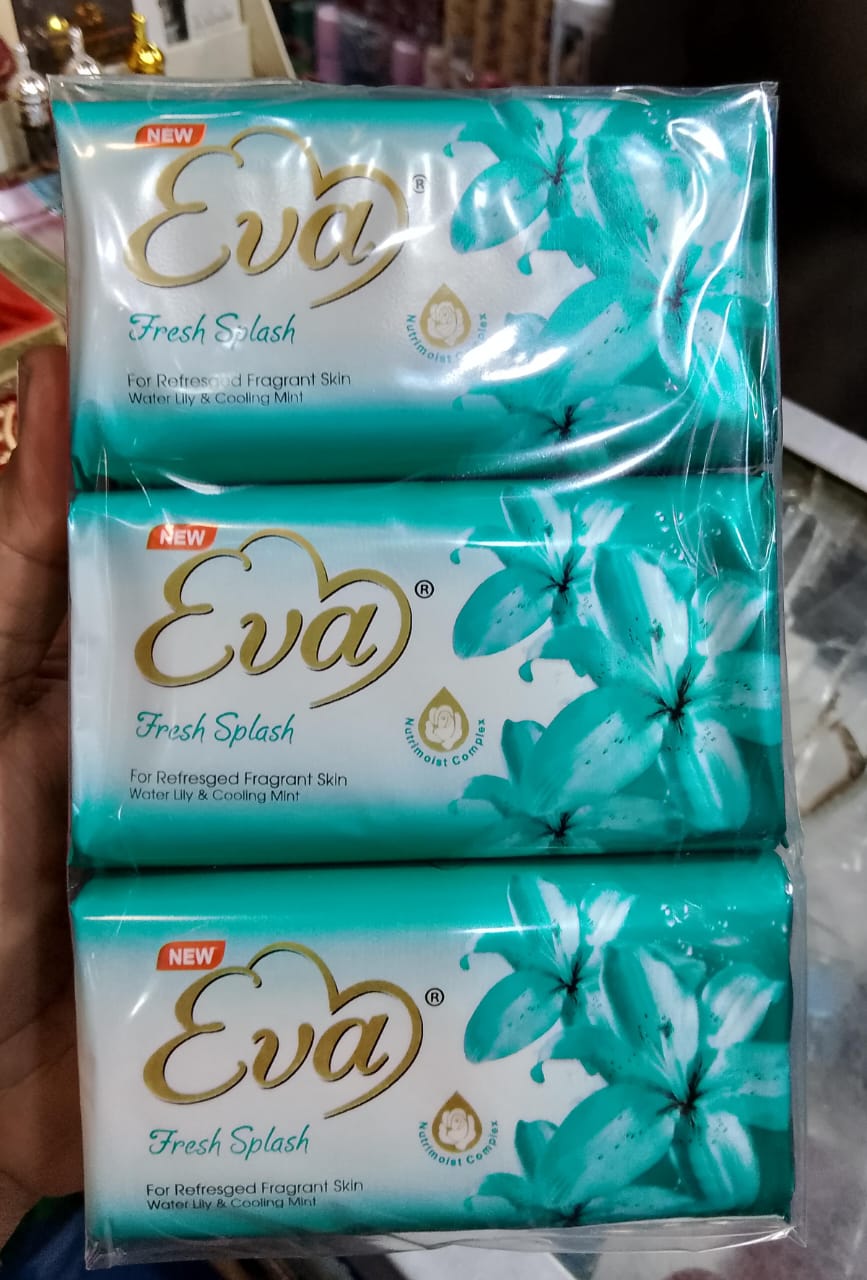 NEW
Eva ®
Fresh Splash
Nutrimoist Complex
For Refresged Fragrant Skin
Water Lily & Cooling Mint
NEW
Eva ®
Fresh Splash
Nutrimoist Complex
For Refresged Fragrant Skin
Water Lily & Cooling Mint
NEW
Eva ®
Fresh Splash
Nutrimoist Complex
For Refresged Fragrant Skin
Water Lily & Cooling Mint